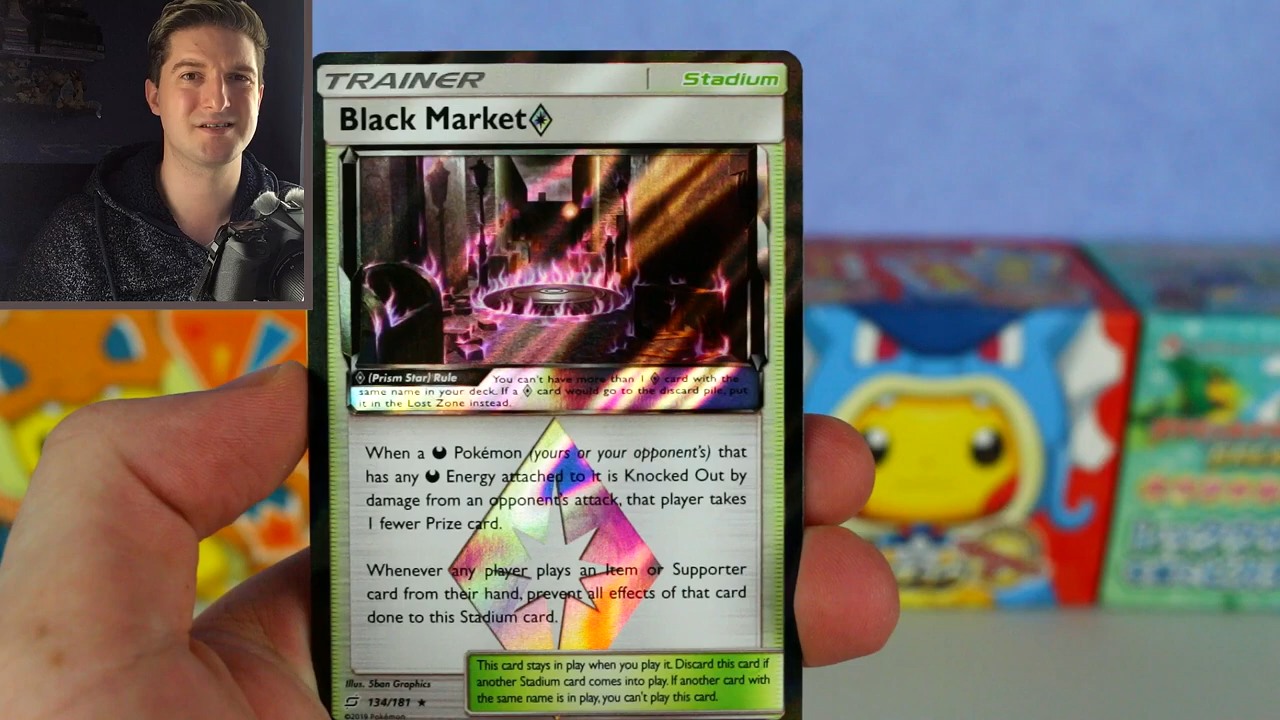 TRAINER
Stadium
Black Market
(Prism Star) Rule You can't have more than 1 card with the
same name in your deck. If a card would go to the discard pile, put
it in the Lost Zone instead.
When a Pokémon (yours or your opponent's) that
has any Energy attached to it is Knocked Out by
damage from an opponent's attack, that player takes
1 fewer Prize card.
Whenever any player plays an Item or Supporter
card from their hand, prevent all effects of that card
done to this Stadium card.
This card stays in play when you play it. Discard this card if
another Stadium card comes into play. If another card with
the same name is in play, you can't play this card.
Illus. 5ban Graphics
134/181 ★